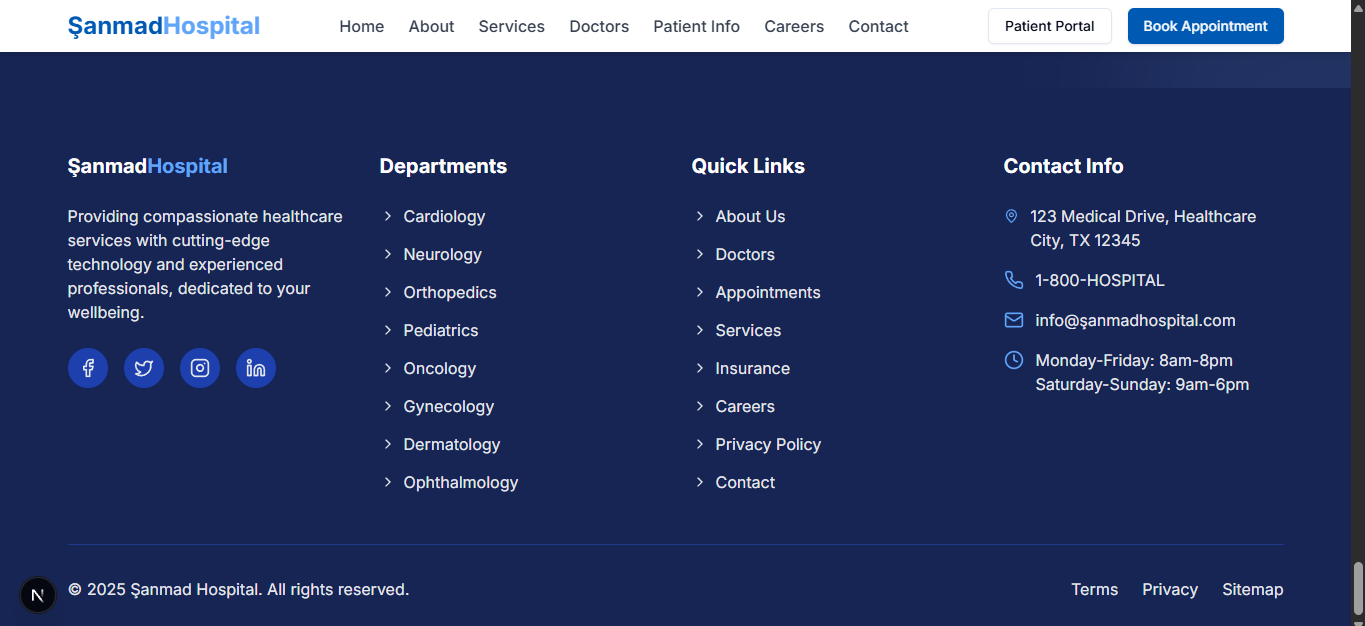 ŞanmadHospital
Home About Services Doctors Patient Info Careers Contact
Patient Portal
Book Appointment
ŞanmadHospital
Providing compassionate healthcare
services with cutting-edge
technology and experienced
professionals, dedicated to your
wellbeing.
Departments
Cardiology
Neurology
Orthopedics
Pediatrics
Oncology
Gynecology
Dermatology
Ophthalmology
Quick Links
About Us
Doctors
Appointments
Services
Insurance
Careers
Privacy Policy
Contact
Contact Info
123 Medical Drive, Healthcare
City, TX 12345
1-800-HOSPITAL
info@şanmadhospital.com
Monday-Friday: 8am-8pm
Saturday-Sunday: 9am-6pm
N
© 2025 Şanmad Hospital. All rights reserved.
Terms Privacy Sitemap